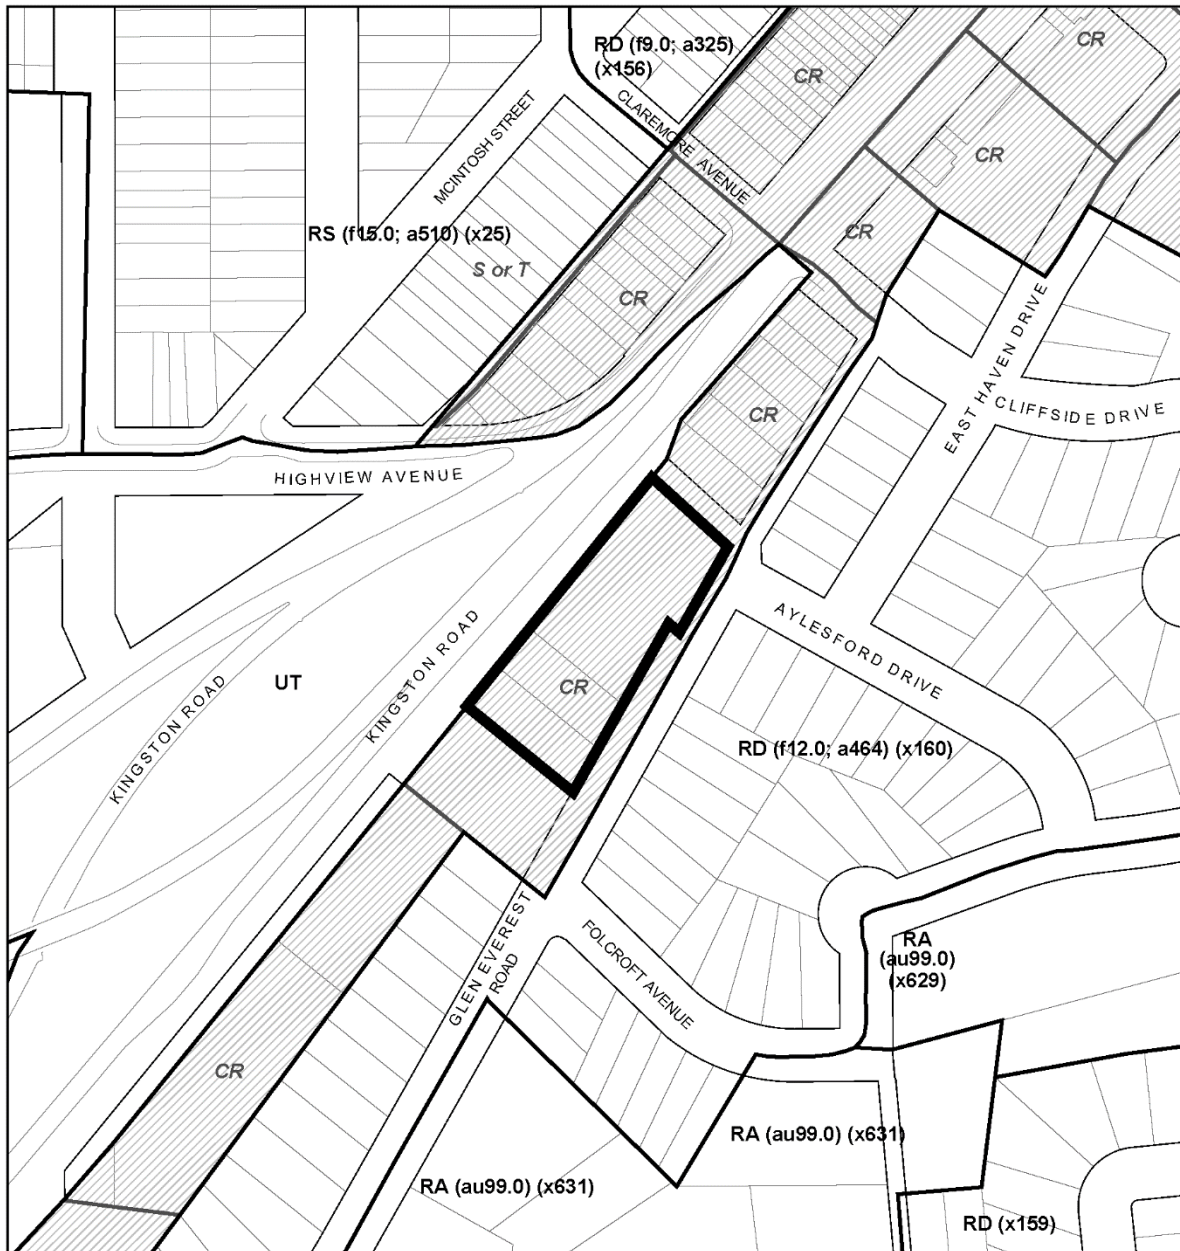 RD (f9.0; a325)
(x156)
CR
CR
CLAREMORE AVENUE
MCINTOSH STREET
CR
RS (f15.0; a510) (x25)
CR
S or T
CR
EAST HAVEN DRIVE
CLIFFSIDE DRIVE
CR
HIGHVIEW AVENUE
AYLESFORD DRIVE
KINGSTON ROAD
UT
CR
KINGSTON ROAD
RD (f12.0; a464) (x160)
GLEN EVEREST
ROAD
FOLCROFT AVENUE
RA
(au99.0)
(x629)
CR
RA (au99.0) (x631)
RA (au99.0) (x631)
RD (x159)